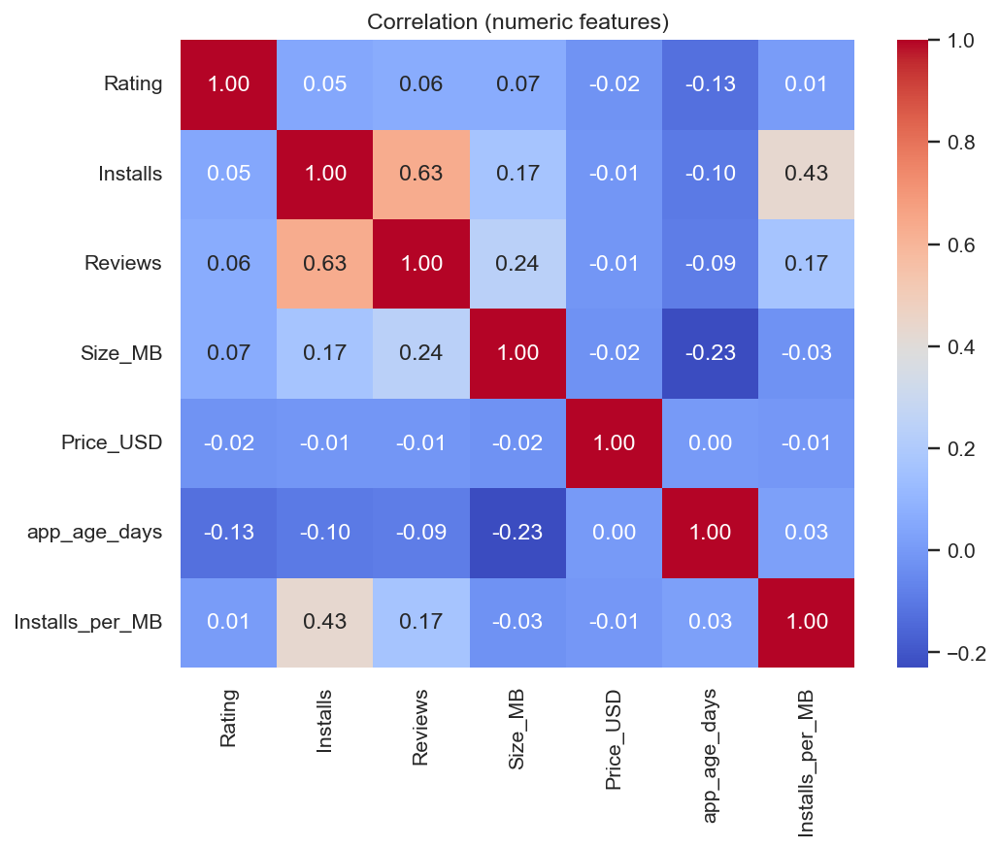 Correlation (numeric features)
Rating 1.00 0.05 0.06 0.07 -0.02 -0.13 0.01
Installs 0.05 1.00 0.63 0.17 -0.01 -0.10 0.43
Reviews 0.06 0.63 1.00 0.24 -0.01 -0.09 0.17
Size_MB 0.07 0.17 0.24 1.00 -0.02 -0.23 -0.03
Price_USD -0.02 -0.01 -0.01 -0.02 1.00 0.00 -0.01
app_age_days -0.13 -0.10 -0.09 -0.23 0.00 1.00 0.03
Installs_per_MB 0.01 0.43 0.17 -0.03 -0.01 0.03 1.00
Rating
Installs
Reviews
Size_MB
Price_USD
app_age_days
Installs_per_MB
1.0
0.8
0.6
0.4
0.2
0.0
−0.2